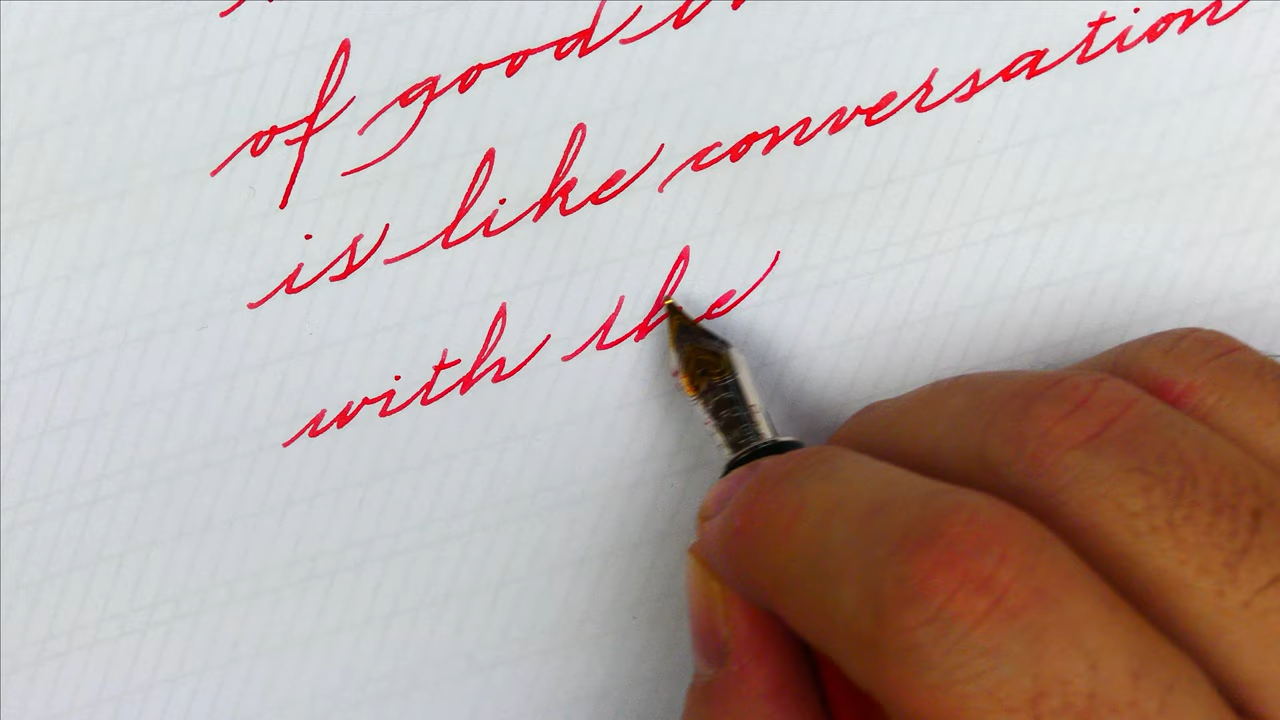 of good
is like conversation
with the